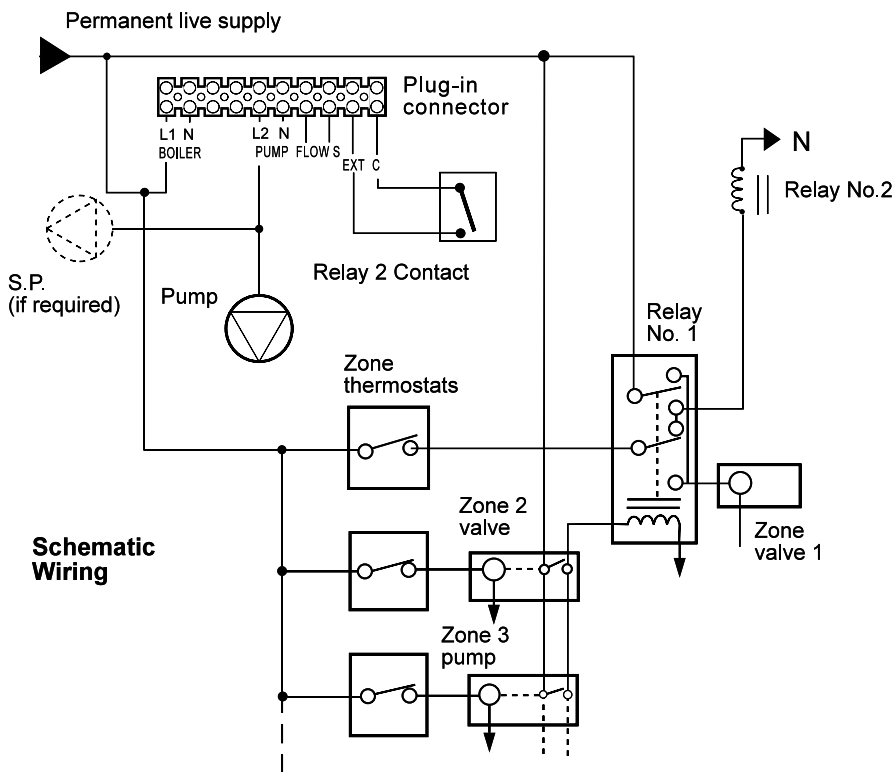 Permanent live supply
Plug-in
connector
L1 N
BOILER
L2 N
PUMP
FLOW S
EXT C
N
Relay No.2
S.P.
(if required)
Pump
Relay 2 Contact
Relay
No. 1
Zone
thermostats
Zone 2
valve
Zone
valve 1
Schematic
Wiring
Zone 3
pump